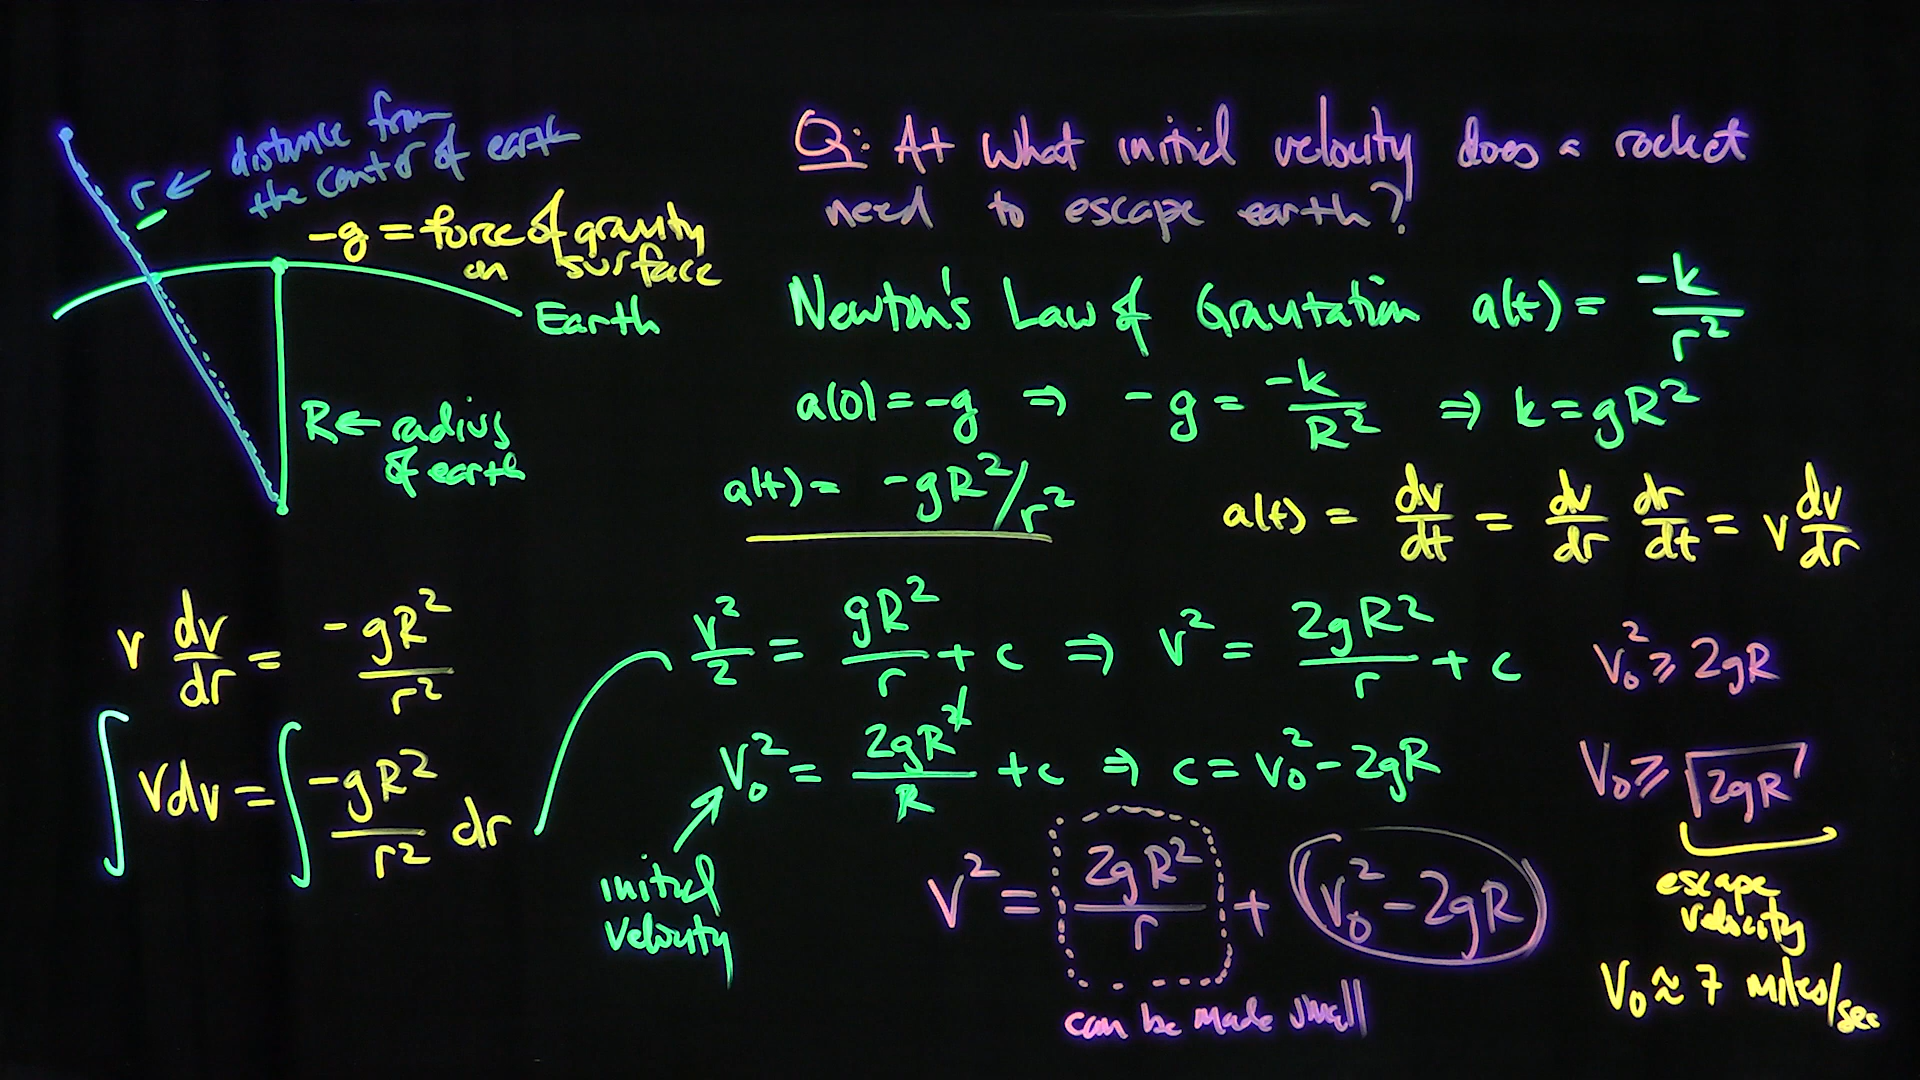 r ← distance from
the center of earth
-g = force of gravity
on surface
Earth
R ← radius
of earth
Q: At what initial velocity does a rocket
need to escape earth?
Newton's Law of Gravitation a(t) = -k/r²
a(0) = -g ⇒ -g = -k/R² ⇒ k = gR²
a(t) = -gR²/r²
a(t) = dv/dt = dv/dr dr/dt = v dv/dr
v dv/dr = -gR²/r²
∫ v dv = ∫ -gR²/r² dr
v²/2 = gR²/r + c ⇒ v² = 2gR²/r + c
v₀² = 2gR²/R + c ⇒ c = v₀² - 2gR
initial
velocity
v² = 2gR²/r + (v₀² - 2gR)
can be made small
v₀² ≥ 2gR
v₀ ≥ √2gR
escape
velocity
v₀ ≈ 7 miles/sec